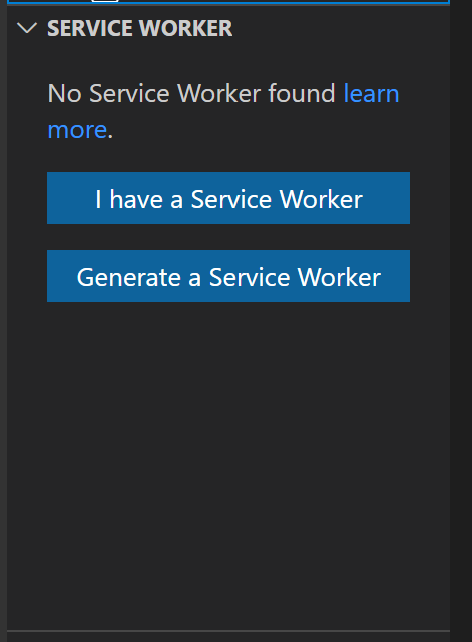 SERVICE WORKER
No Service Worker found learn
more.
I have a Service Worker
Generate a Service Worker